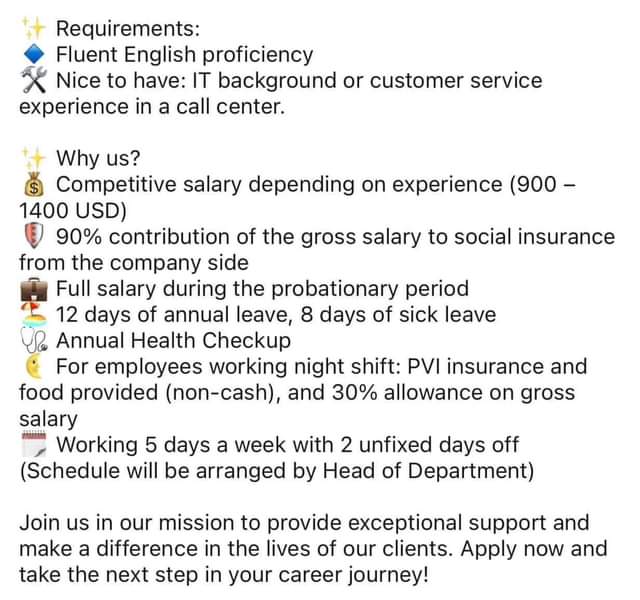 ✨ Requirements:
🔷 Fluent English proficiency
🛠 Nice to have: IT background or customer service
experience in a call center.

✨ Why us?
💰 Competitive salary depending on experience (900 –
1400 USD)
🛡 90% contribution of the gross salary to social insurance
from the company side
💼 Full salary during the probationary period
🏖 12 days of annual leave, 8 days of sick leave
🩺 Annual Health Checkup
🌜 For employees working night shift: PVI insurance and
food provided (non-cash), and 30% allowance on gross
salary
🗓 Working 5 days a week with 2 unfixed days off
(Schedule will be arranged by Head of Department)

Join us in our mission to provide exceptional support and
make a difference in the lives of our clients. Apply now and
take the next step in your career journey!